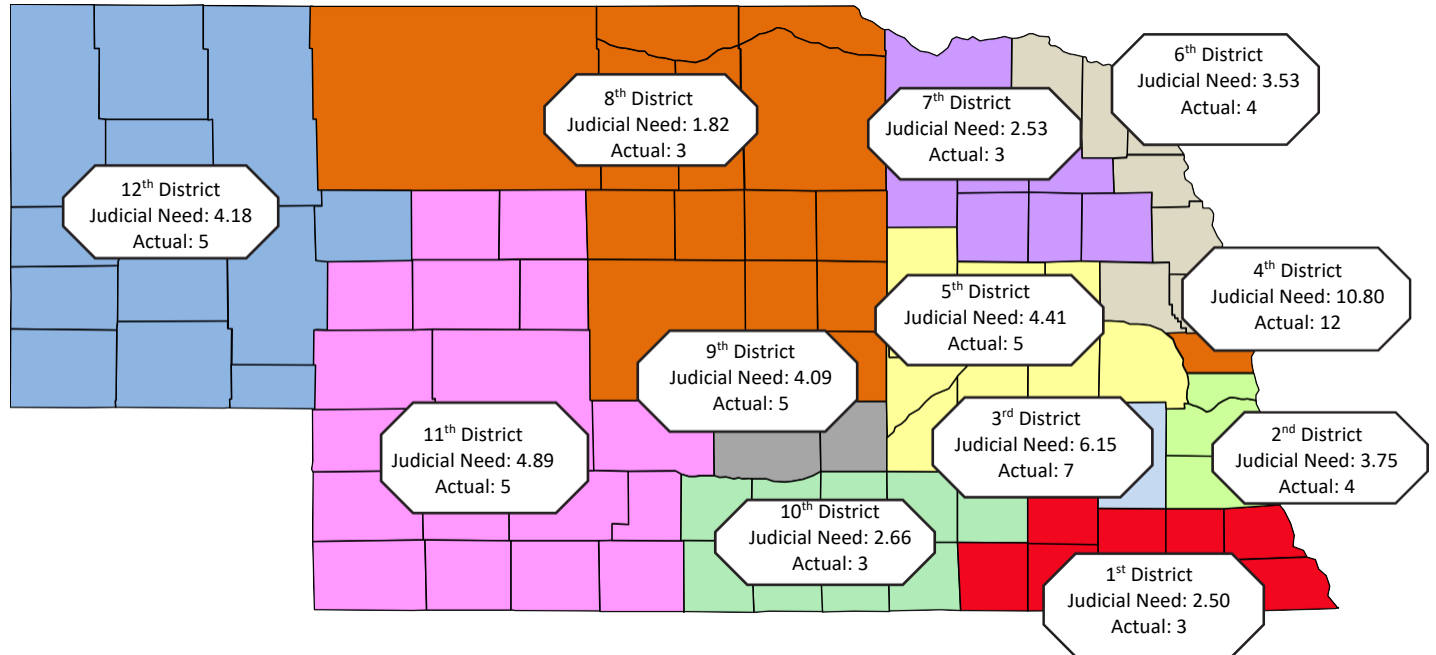 6th District
Judicial Need: 3.53
Actual: 4
8th District
Judicial Need: 1.82
Actual: 3
7th District
Judicial Need: 2.53
Actual: 3
12th District
Judicial Need: 4.18
Actual: 5
4th District
Judicial Need: 10.80
Actual: 12
5th District
Judicial Need: 4.41
Actual: 5
9th District
Judicial Need: 4.09
Actual: 5
3rd District
Judicial Need: 6.15
Actual: 7
11th District
Judicial Need: 4.89
Actual: 5
2nd District
Judicial Need: 3.75
Actual: 4
10th District
Judicial Need: 2.66
Actual: 3
1st District
Judicial Need: 2.50
Actual: 3